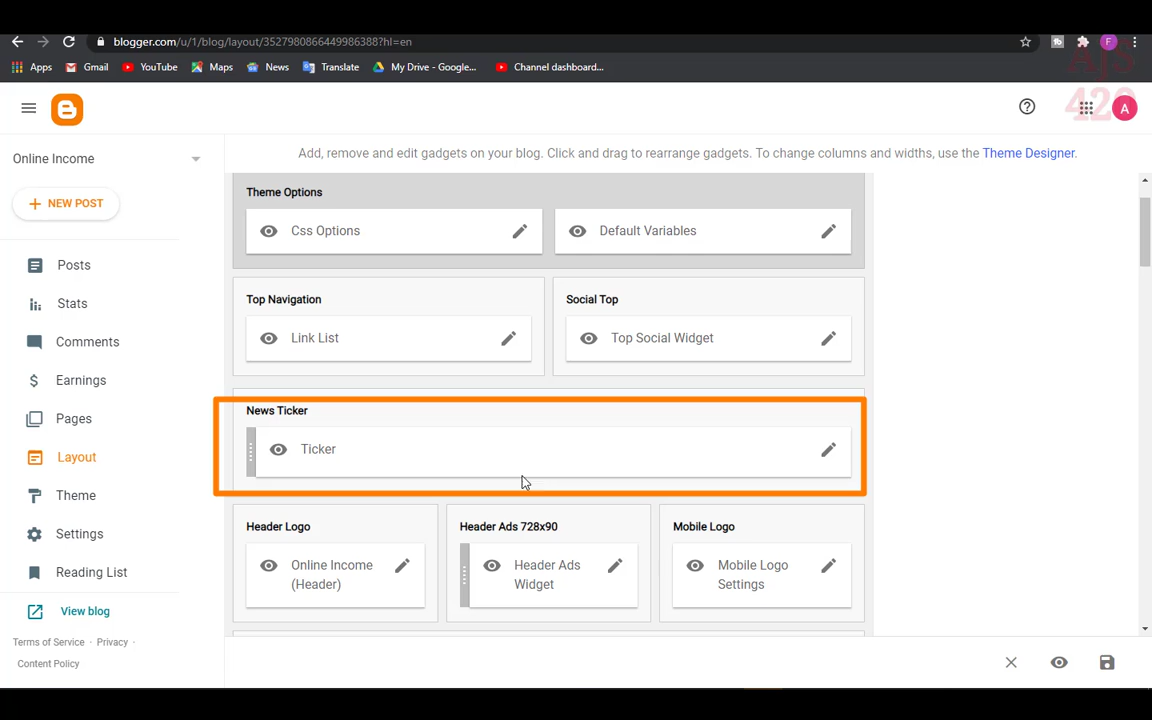 blogger.com/u/1/blog/layout/3527980866449986388?hl=en
F
Apps Gmail YouTube Maps News Translate My Drive - Google... Channel dashboard...
AJS
420
A
Online Income
Add, remove and edit gadgets on your blog. Click and drag to rearrange gadgets. To change columns and widths, use the Theme Designer.
NEW POST
Posts
Stats
Comments
Earnings
Pages
Layout
Theme
Settings
Reading List
View blog
Terms of Service · Privacy ·
Content Policy
Theme Options
Css Options
Default Variables
Top Navigation
Link List
Social Top
Top Social Widget
News Ticker
Ticker
Header Logo
Online Income
(Header)
Header Ads 728x90
Header Ads
Widget
Mobile Logo
Mobile Logo
Settings